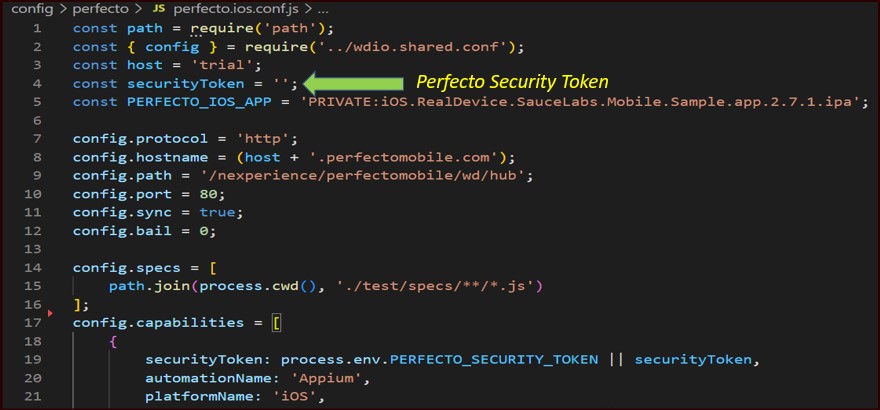 config > perfecto > JS perfecto.ios.conf.js > ...
1 const path = require('path');
2 const { config } = require('../wdio.shared.conf');
3 const host = 'trial';
4 const securityToken = ''; Perfecto Security Token
5 const PERFECTO_IOS_APP = 'PRIVATE:iOS.RealDevice.SauceLabs.Mobile.Sample.app.2.7.1.ipa';
6
7 config.protocol = 'http';
8 config.hostname = (host + '.perfectomobile.com');
9 config.path = '/nexperience/perfectomobile/wd/hub';
10 config.port = 80;
11 config.sync = true;
12 config.bail = 0;
13
14 config.specs = [
15 path.join(process.cwd(), './test/specs/**/*.js')
16 ];
17 config.capabilities = [
18 {
19 securityToken: process.env.PERFECTO_SECURITY_TOKEN || securityToken,
20 automationName: 'Appium',
21 platformName: 'iOS',